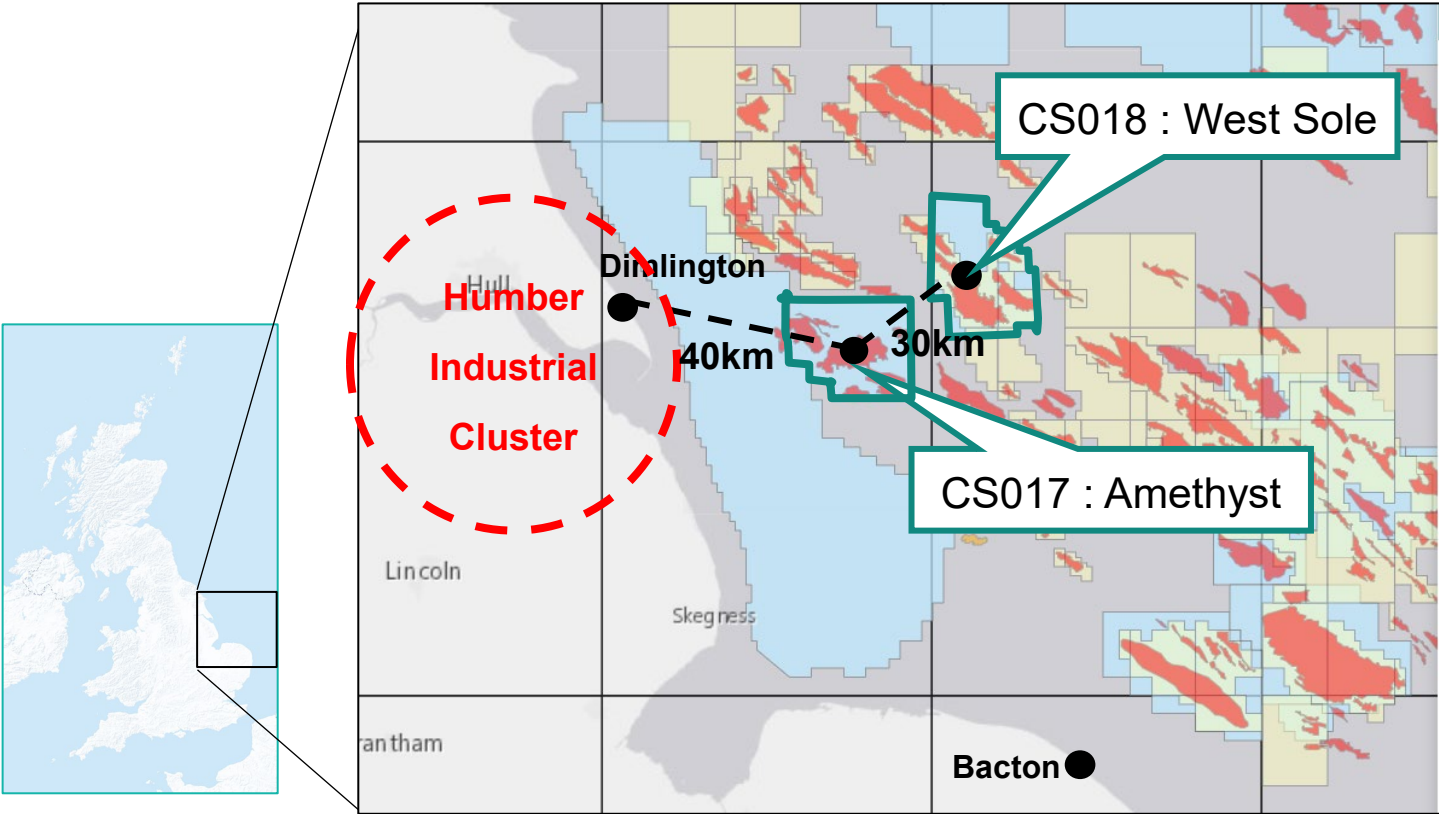 CS018 : West Sole
Dimlington
Hull
Humber
Industrial
Cluster
40km
30km
CS017 : Amethyst
Lincoln
Skegness
rantham
Bacton